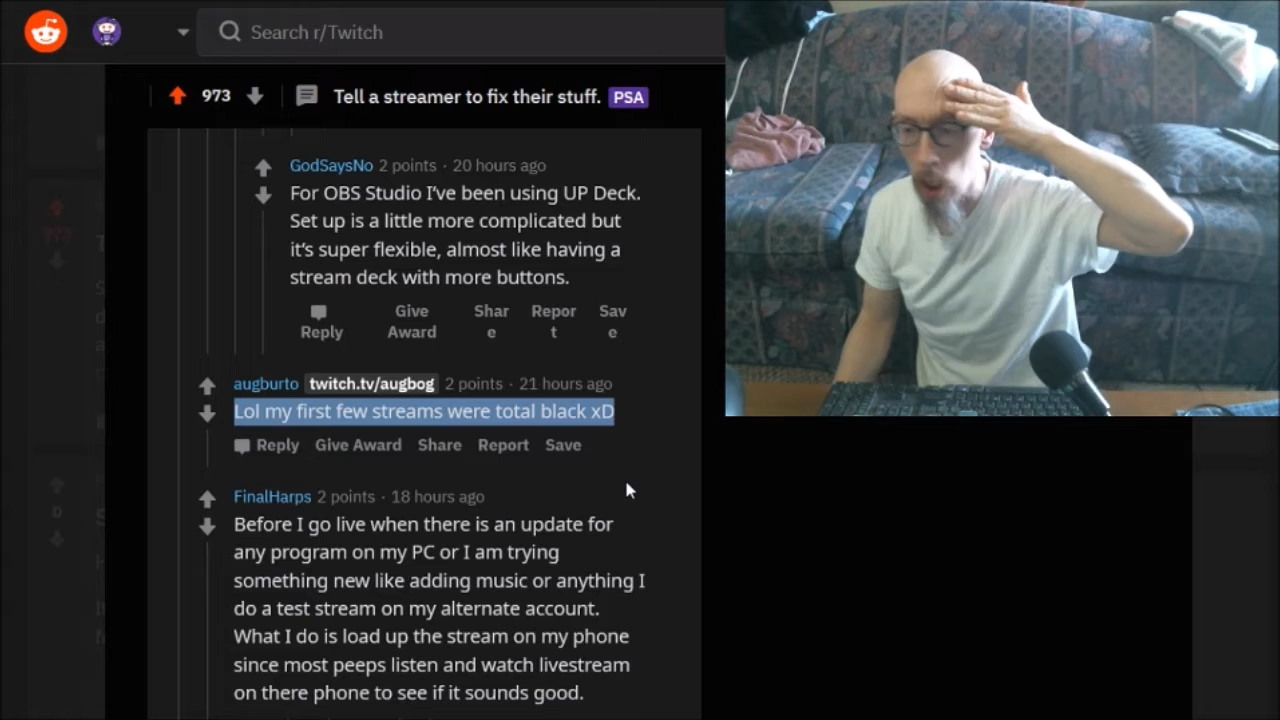 Search r/Twitch
973 Tell a streamer to fix their stuff. PSA
GodSaysNo 2 points · 20 hours ago
For OBS Studio I’ve been using UP Deck.
Set up is a little more complicated but
it’s super flexible, almost like having a
stream deck with more buttons.
Reply Give Award Share Report Save
augburto twitch.tv/augbog 2 points · 21 hours ago
Lol my first few streams were total black xD
Reply Give Award Share Report Save
FinalHarps 2 points · 18 hours ago
Before I go live when there is an update for
any program on my PC or I am trying
something new like adding music or anything I
do a test stream on my alternate account.
What I do is load up the stream on my phone
since most peeps listen and watch livestream
on there phone to see if it sounds good.